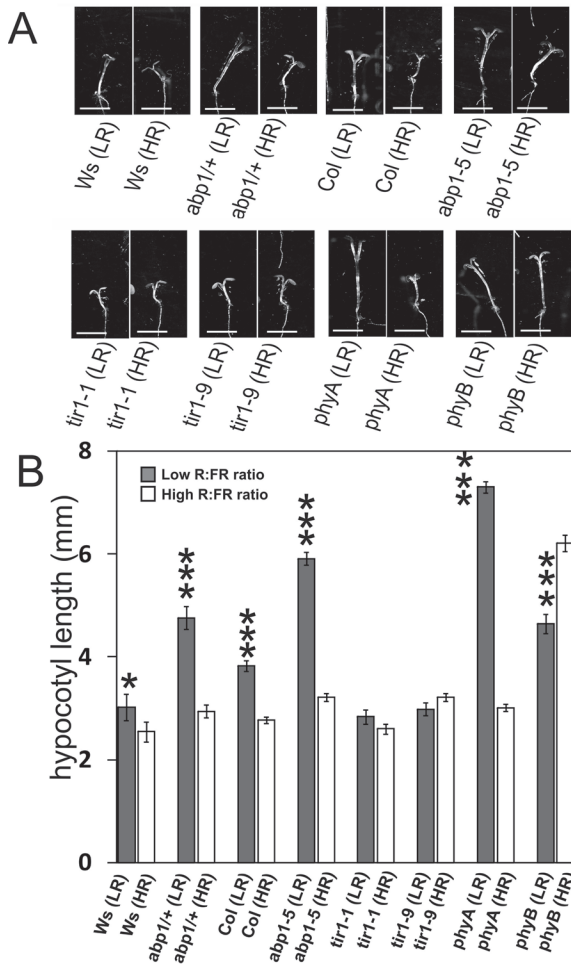 A
Ws (LR)
Ws (HR)
abp1/+ (LR)
abp1/+ (HR)
Col (LR)
Col (HR)
abp1-5 (LR)
abp1-5 (HR)
tir1-1 (LR)
tir1-1 (HR)
tir1-9 (LR)
tir1-9 (HR)
phyA (LR)
phyA (HR)
phyB (LR)
phyB (HR)
B
hypocotyl length (mm)
8
6
4
2
0
Low R:FR ratio
High R:FR ratio
*
***
***
***
***
***
Ws (LR)
Ws (HR)
abp1/+ (LR)
abp1/+ (HR)
Col (LR)
Col (HR)
abp1-5 (LR)
abp1-5 (HR)
tir1-1 (LR)
tir1-1 (HR)
tir1-9 (LR)
tir1-9 (HR)
phyA (LR)
phyA (HR)
phyB (LR)
phyB (HR)